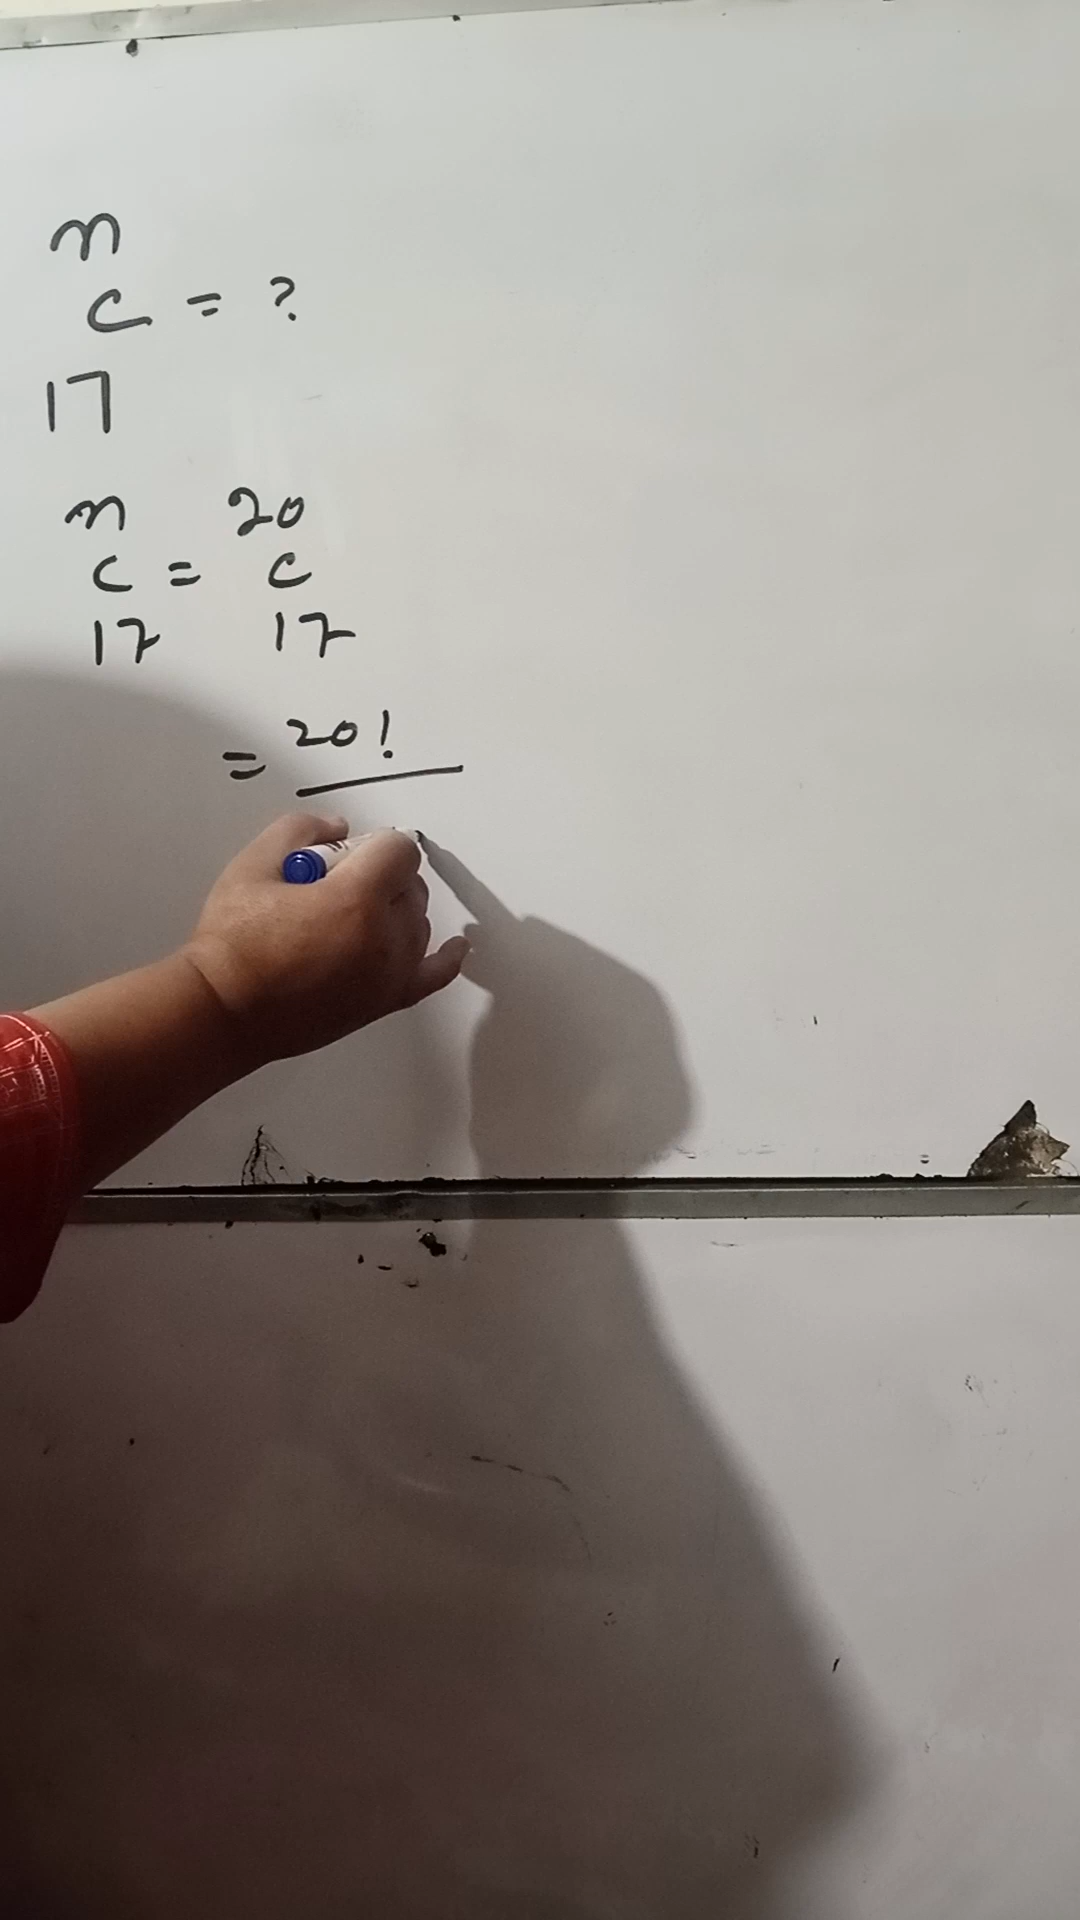 n
c = ?
17
n 20
c = c
17 17
= 20!